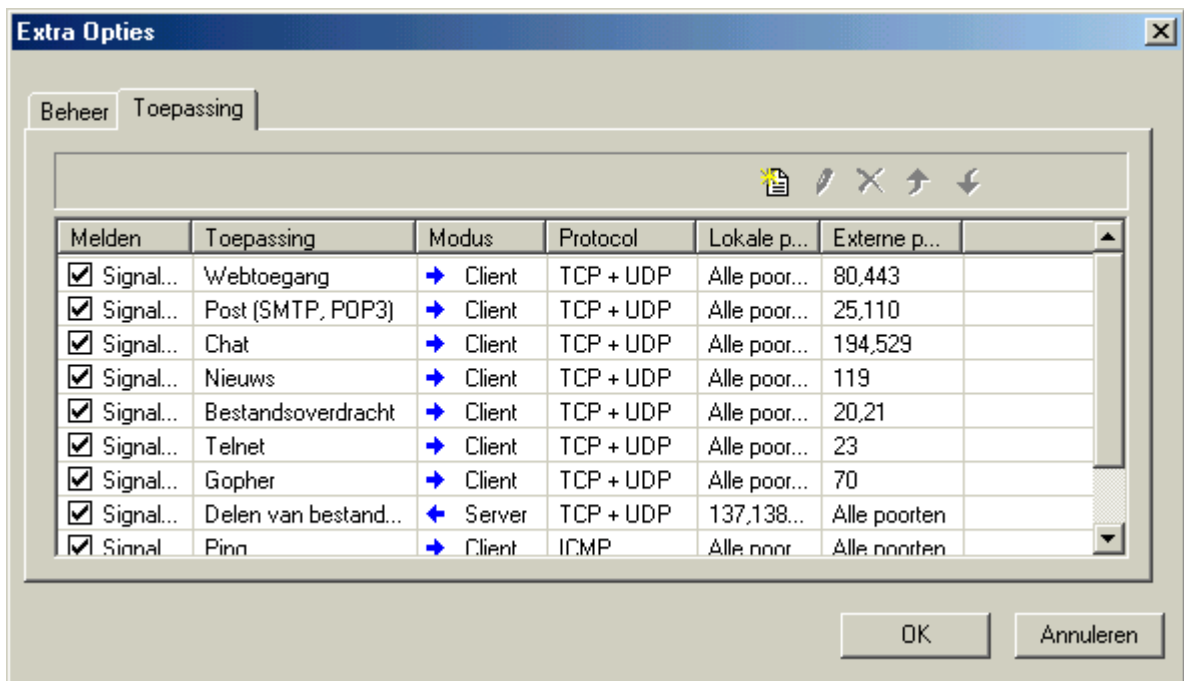 Extra Opties
Beheer Toepassing
Melden Toepassing Modus Protocol Lokale p... Externe p...
Signal... Webtoegang Client TCP + UDP Alle poor... 80,443
Signal... Post (SMTP, POP3) Client TCP + UDP Alle poor... 25,110
Signal... Chat Client TCP + UDP Alle poor... 194,529
Signal... Nieuws Client TCP + UDP Alle poor... 119
Signal... Bestandsoverdracht Client TCP + UDP Alle poor... 20,21
Signal... Telnet Client TCP + UDP Alle poor... 23
Signal... Gopher Client TCP + UDP Alle poor... 70
Signal... Delen van bestand... Server TCP + UDP 137,138... Alle poorten
Signal... Ping Client ICMP Alle poor... Alle poorten
OK Annuleren